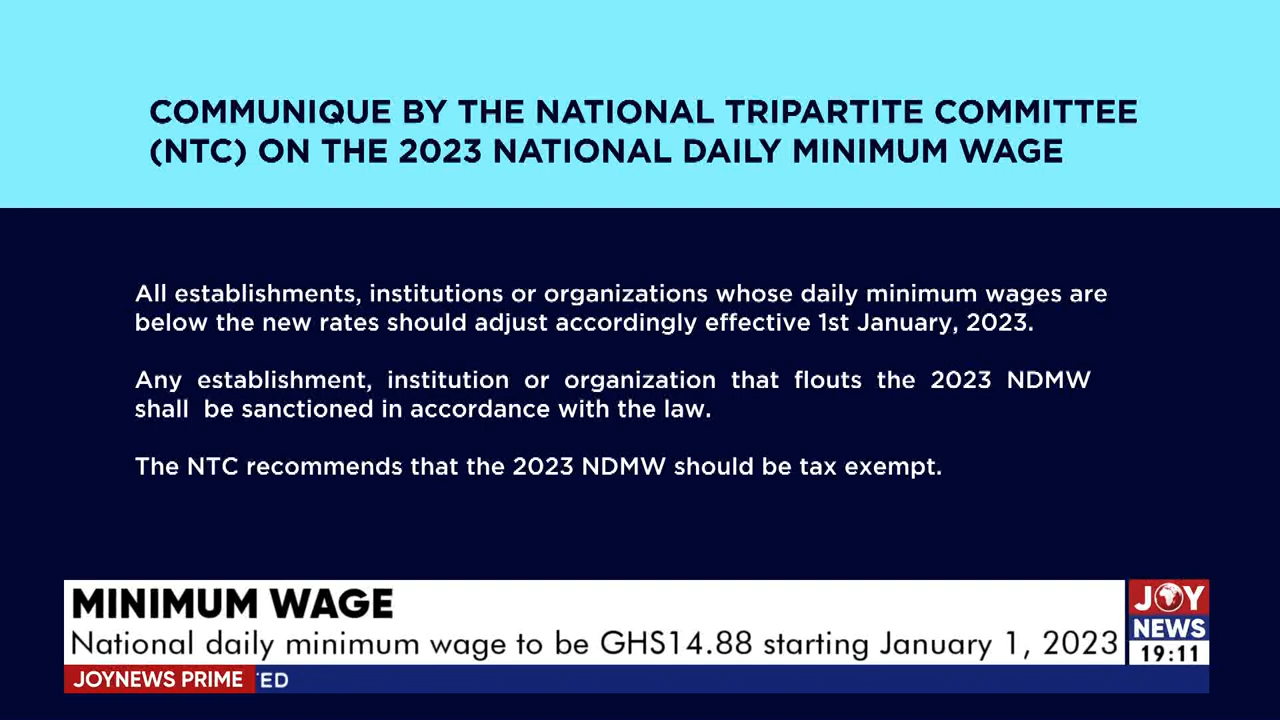 COMMUNIQUE BY THE NATIONAL TRIPARTITE COMMITTEE
(NTC) ON THE 2023 NATIONAL DAILY MINIMUM WAGE
All establishments, institutions or organizations whose daily minimum wages are
below the new rates should adjust accordingly effective 1st January, 2023.
Any establishment, institution or organization that flouts the 2023 NDMW
shall be sanctioned in accordance with the law.
The NTC recommends that the 2023 NDMW should be tax exempt.
MINIMUM WAGE
National daily minimum wage to be GHS14.88 starting January 1, 2023
JOY
NEWS
19:11
JOYNEWS PRIME